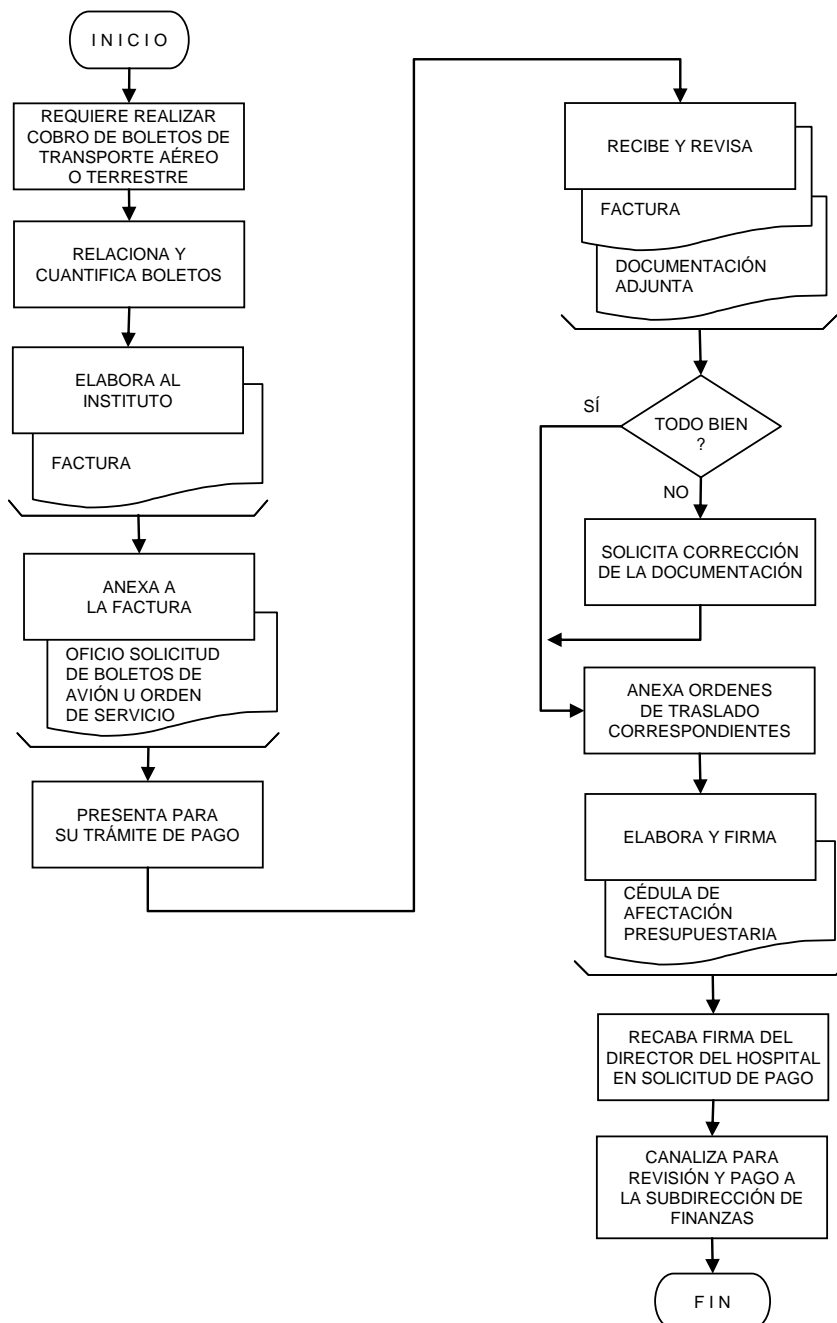 INICIO
REQUIERE REALIZAR
COBRO DE BOLETOS DE
TRANSPORTE AÉREO
O TERRESTRE
RELACIONA Y
CUANTIFICA BOLETOS
ELABORA AL
INSTITUTO
FACTURA
ANEXA A
LA FACTURA
OFICIO SOLICITUD
DE BOLETOS DE
AVIÓN U ORDEN
DE SERVICIO
PRESENTA PARA
SU TRÁMITE DE PAGO
RECIBE Y REVISA
FACTURA
DOCUMENTACIÓN
ADJUNTA
TODO BIEN
?
SÍ
NO
SOLICITA CORRECCIÓN
DE LA DOCUMENTACIÓN
ANEXA ORDENES
DE TRASLADO
CORRESPONDIENTES
ELABORA Y FIRMA
CÉDULA DE
AFECTACIÓN
PRESUPUESTARIA
RECABA FIRMA DEL
DIRECTOR DEL HOSPITAL
EN SOLICITUD DE PAGO
CANALIZA PARA
REVISIÓN Y PAGO A
LA SUBDIRECCIÓN DE
FINANZAS
FIN